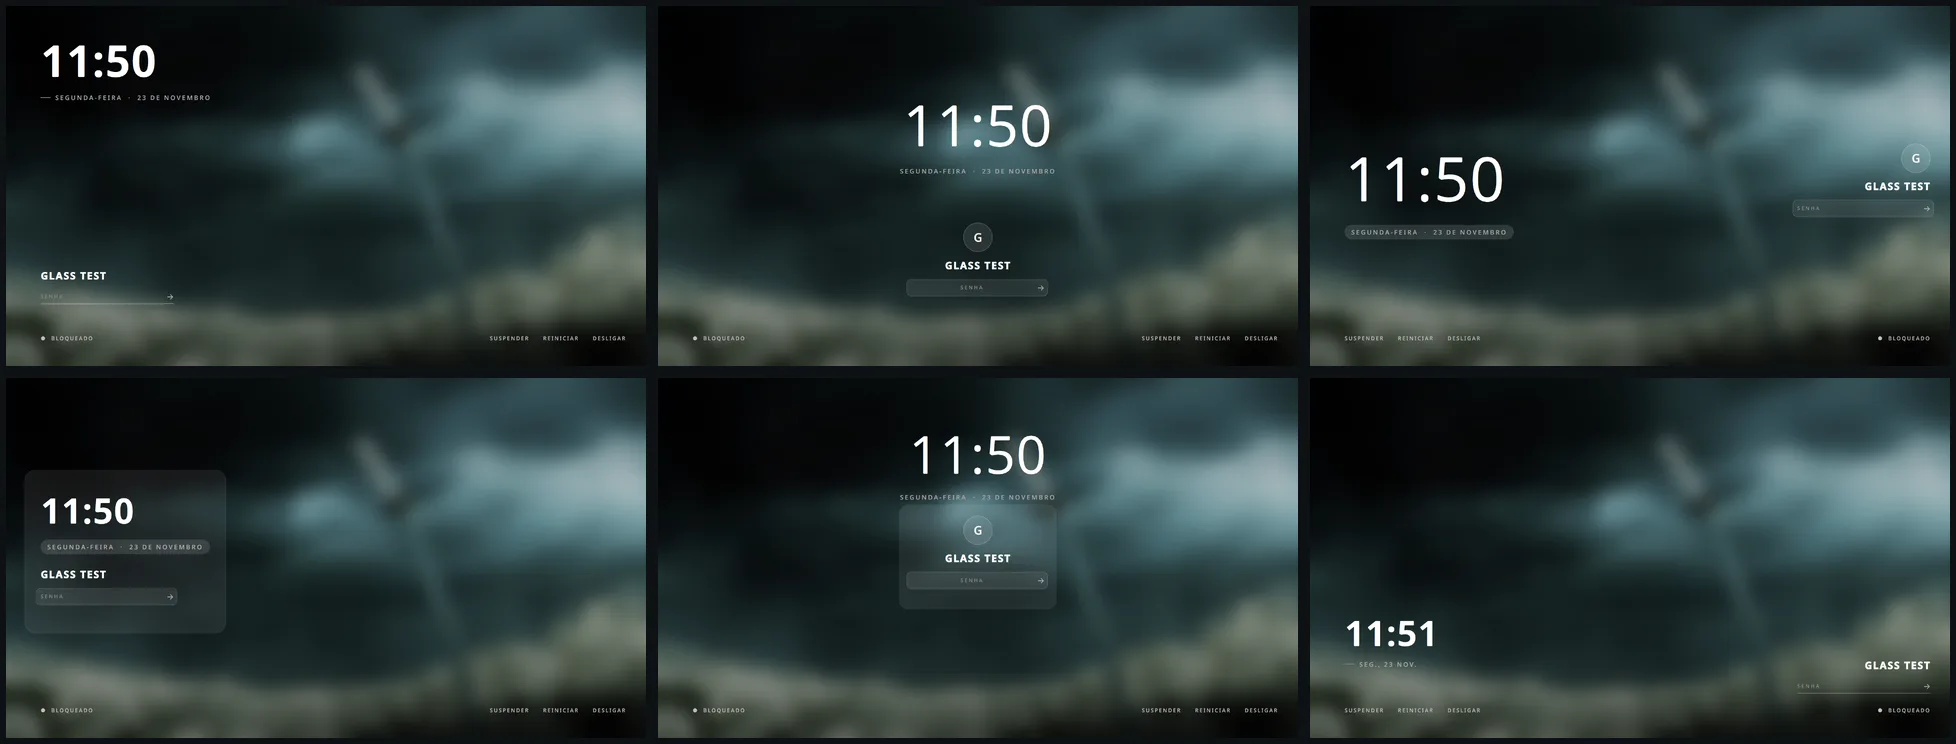 11:50
SEGUNDA-FEIRA · 23 DE NOVEMBRO
GLASS TEST
SENHA →
BLOQUEADO
SUSPENDER REINICIAR DESLIGAR
11:50
SEGUNDA-FEIRA · 23 DE NOVEMBRO
G
GLASS TEST
SENHA →
BLOQUEADO
SUSPENDER REINICIAR DESLIGAR
11:50
SEGUNDA-FEIRA · 23 DE NOVEMBRO
G
GLASS TEST
SENHA →
SUSPENDER REINICIAR DESLIGAR
BLOQUEADO
11:50
SEGUNDA-FEIRA · 23 DE NOVEMBRO
GLASS TEST
SENHA →
BLOQUEADO
SUSPENDER REINICIAR DESLIGAR
11:50
SEGUNDA-FEIRA · 23 DE NOVEMBRO
G
GLASS TEST
SENHA →
BLOQUEADO
SUSPENDER REINICIAR DESLIGAR
11:51
SEG., 23 NOV.
GLASS TEST
SENHA →
SUSPENDER REINICIAR DESLIGAR
BLOQUEADO